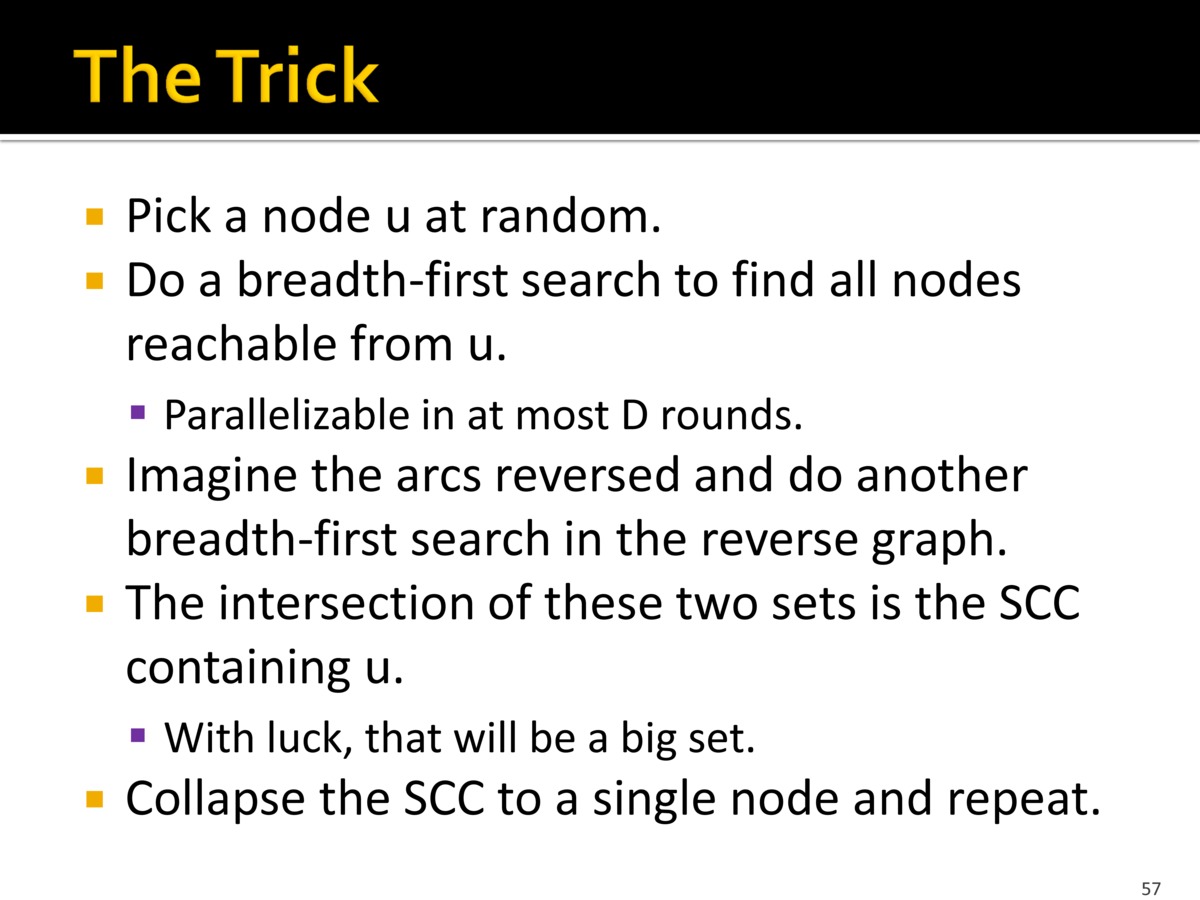 The Trick
Pick a node u at random.
Do a breadth-first search to find all nodes
reachable from u.
Parallelizable in at most D rounds.
Imagine the arcs reversed and do another
breadth-first search in the reverse graph.
The intersection of these two sets is the SCC
containing u.
With luck, that will be a big set.
Collapse the SCC to a single node and repeat.
57